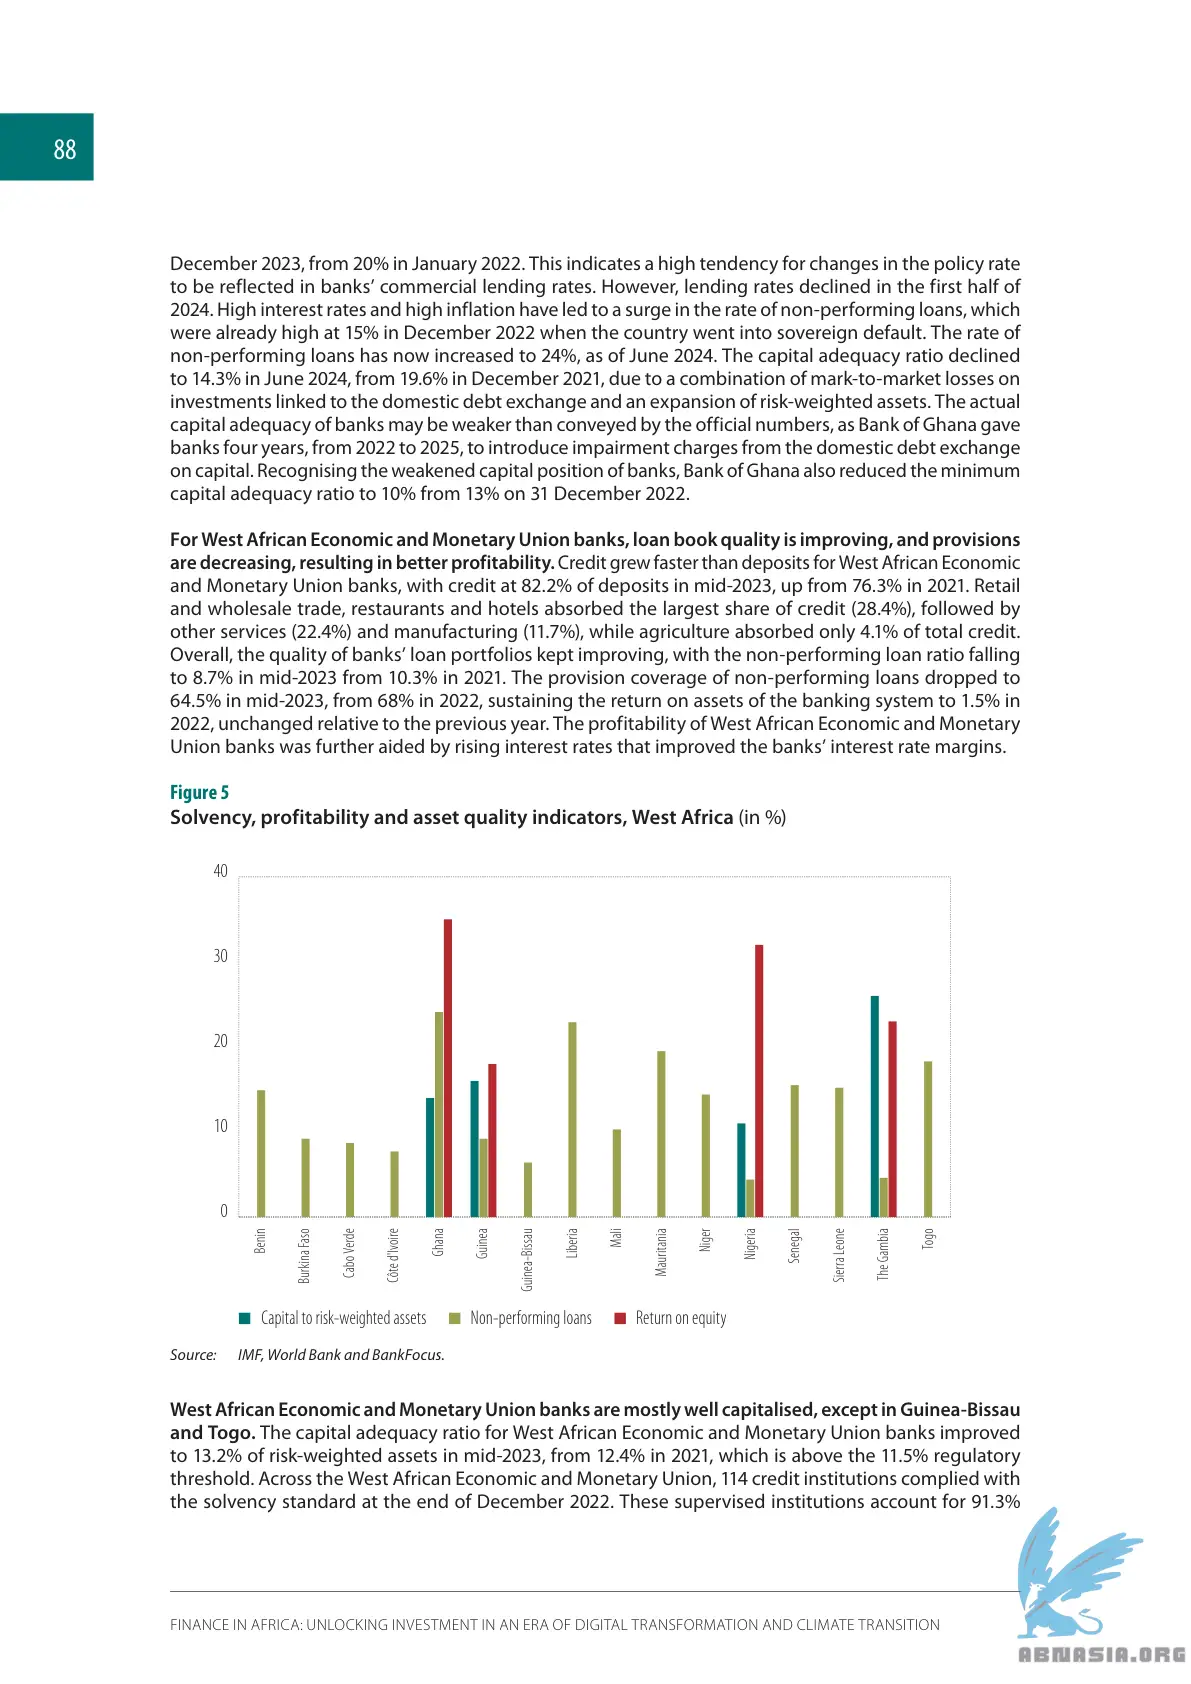 88
December 2023, from 20% in January 2022. This indicates a high tendency for changes in the policy rate
to be reflected in banks’ commercial lending rates. However, lending rates declined in the first half of
2024. High interest rates and high inflation have led to a surge in the rate of non-performing loans, which
were already high at 15% in December 2022 when the country went into sovereign default. The rate of
non-performing loans has now increased to 24%, as of June 2024. The capital adequacy ratio declined
to 14.3% in June 2024, from 19.6% in December 2021, due to a combination of mark-to-market losses on
investments linked to the domestic debt exchange and an expansion of risk-weighted assets. The actual
capital adequacy of banks may be weaker than conveyed by the official numbers, as Bank of Ghana gave
banks four years, from 2022 to 2025, to introduce impairment charges from the domestic debt exchange
on capital. Recognising the weakened capital position of banks, Bank of Ghana also reduced the minimum
capital adequacy ratio to 10% from 13% on 31 December 2022.
For West African Economic and Monetary Union banks, loan book quality is improving, and provisions
are decreasing, resulting in better profitability. Credit grew faster than deposits for West African Economic
and Monetary Union banks, with credit at 82.2% of deposits in mid-2023, up from 76.3% in 2021. Retail
and wholesale trade, restaurants and hotels absorbed the largest share of credit (28.4%), followed by
other services (22.4%) and manufacturing (11.7%), while agriculture absorbed only 4.1% of total credit.
Overall, the quality of banks’ loan portfolios kept improving, with the non-performing loan ratio falling
to 8.7% in mid-2023 from 10.3% in 2021. The provision coverage of non-performing loans dropped to
64.5% in mid-2023, from 68% in 2022, sustaining the return on assets of the banking system to 1.5% in
2022, unchanged relative to the previous year. The profitability of West African Economic and Monetary
Union banks was further aided by rising interest rates that improved the banks’ interest rate margins.
Figure 5
Solvency, profitability and asset quality indicators, West Africa (in %)
40
30
20
10
0
Benin
Burkina Faso
Cabo Verde
Côte d'Ivoire
Ghana
Guinea
Guinea-Bissau
Liberia
Mali
Mauritania
Niger
Nigeria
Senegal
Sierra Leone
The Gambia
Togo
Capital to risk-weighted assets Non-performing loans Return on equity
Source: IMF, World Bank and BankFocus.
West African Economic and Monetary Union banks are mostly well capitalised, except in Guinea-Bissau
and Togo. The capital adequacy ratio for West African Economic and Monetary Union banks improved
to 13.2% of risk-weighted assets in mid-2023, from 12.4% in 2021, which is above the 11.5% regulatory
threshold. Across the West African Economic and Monetary Union, 114 credit institutions complied with
the solvency standard at the end of December 2022. These supervised institutions account for 91.3%
FINANCE IN AFRICA: UNLOCKING INVESTMENT IN AN ERA OF DIGITAL TRANSFORMATION AND CLIMATE TRANSITION
ABNASIA.ORG